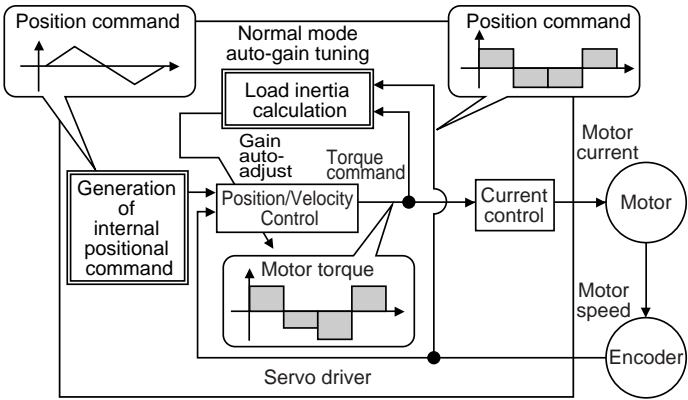 Position command
Normal mode
auto-gain tuning
Position command
Load inertia
calculation
Motor
current
Gain
auto-
adjust
Torque
command
Generation
of
internal
positional
command
Position/Velocity
Control
Current
control
Motor
Motor torque
Motor
speed
Encoder
Servo driver